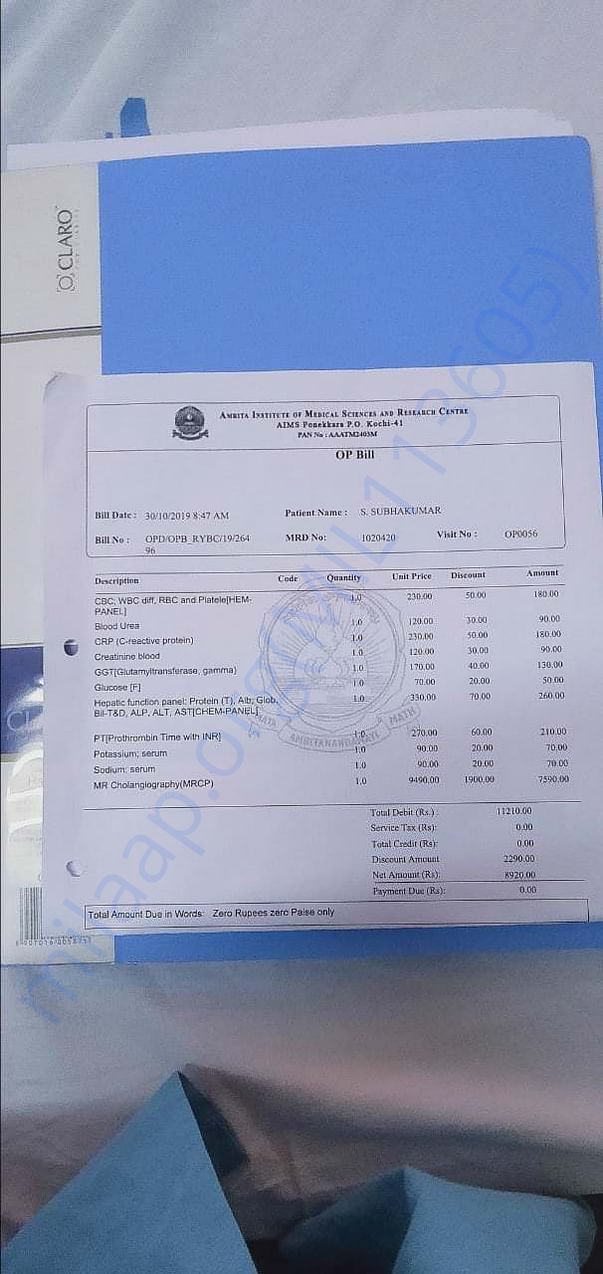 CLARO
AMRITA INSTITUTE OF MEDICAL SCIENCES AND RESEARCH CENTRE
AIMS Ponekkara P.O. Kochi-41
PAN No : AAATM2403M
OP Bill
Bill Date : 30/10/2019 8:47 AM Patient Name : S. SUBHAKUMAR
Bill No : OPD/OPB_RYBC/19/264 MRD No: 1020420 Visit No : OP0056
96
Description Code Quantity Unit Price Discount Amount
CBC, WBC diff, RBC and Platele[HEM- 1.0 230.00 50.00 180.00
PANEL]
Blood Urea 1.0 120.00 30.00 90.00
CRP (C-reactive protein) 1.0 230.00 50.00 180.00
Creatinine blood 1.0 120.00 30.00 90.00
GGT[Glutamyltransferase, gamma) 1.0 170.00 40.00 130.00
Glucose [F] 1.0 70.00 20.00 50.00
Hepatic function panel: Protein (T), Alb, Glob, 1.0 330.00 70.00 260.00
Bil-T&D, ALP, ALT, AST[CHEM-PANEL]
PT[Prothrombin Time with INR] 1.0 270.00 60.00 210.00
Potassium; serum 1.0 90.00 20.00 70.00
Sodium; serum 1.0 90.00 20.00 70.00
MR Cholangiography(MRCP) 1.0 9490.00 1900.00 7590.00
MATA AMRITANANDAMAYI MATH
Total Debit (Rs.) : 11210.00
Service Tax (Rs): 0.00
Total Credit (Rs): 0.00
Discount Amount 2290.00
Net Amount (Rs): 8920.00
Payment Due (Rs): 0.00
Total Amount Due in Words: Zero Rupees zero Paise only
milaap.org(MIL113605)